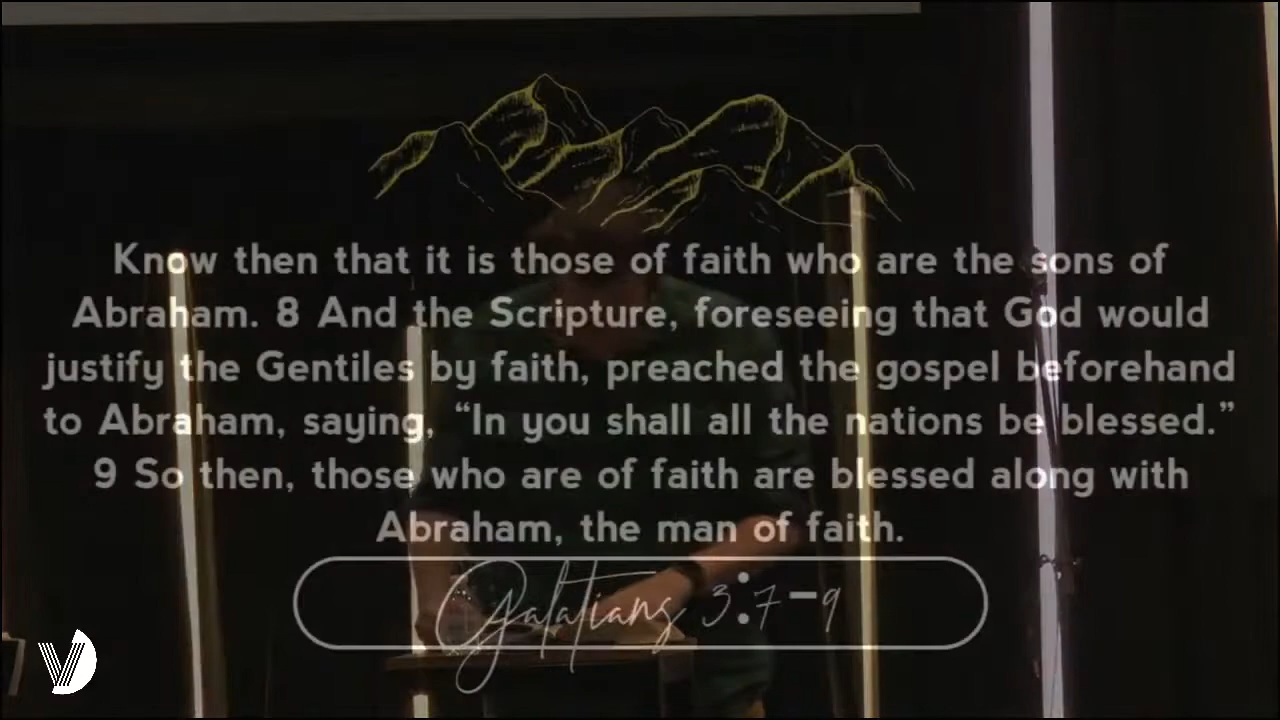 Know then that it is those of faith who are the sons of
Abraham. 8 And the Scripture, foreseeing that God would
justify the Gentiles by faith, preached the gospel beforehand
to Abraham, saying, “In you shall all the nations be blessed.”
9 So then, those who are of faith are blessed along with
Abraham, the man of faith.
Galatians 3:7-9